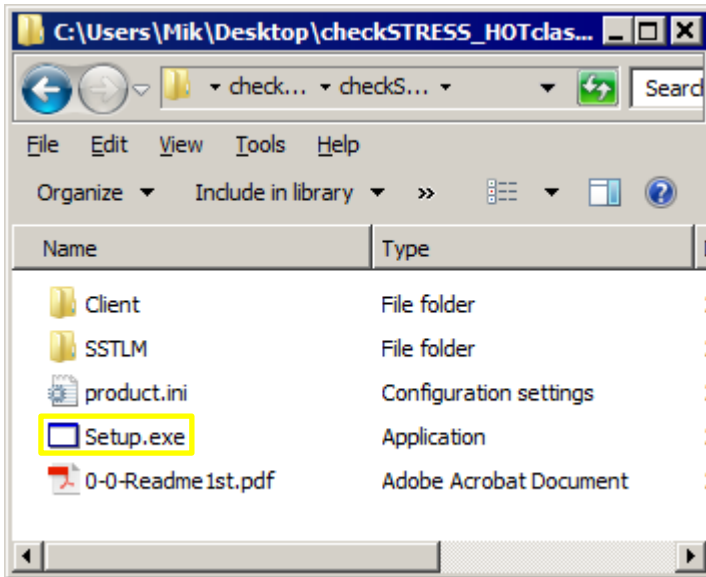 C:\Users\Mik\Desktop\checkSTRESS_HOTclas...
check... checkS... Search
File Edit View Tools Help
Organize Include in library »
Name Type
Client File folder
SSTLM File folder
product.ini Configuration settings
Setup.exe Application
0-0-Readme1st.pdf Adobe Acrobat Document